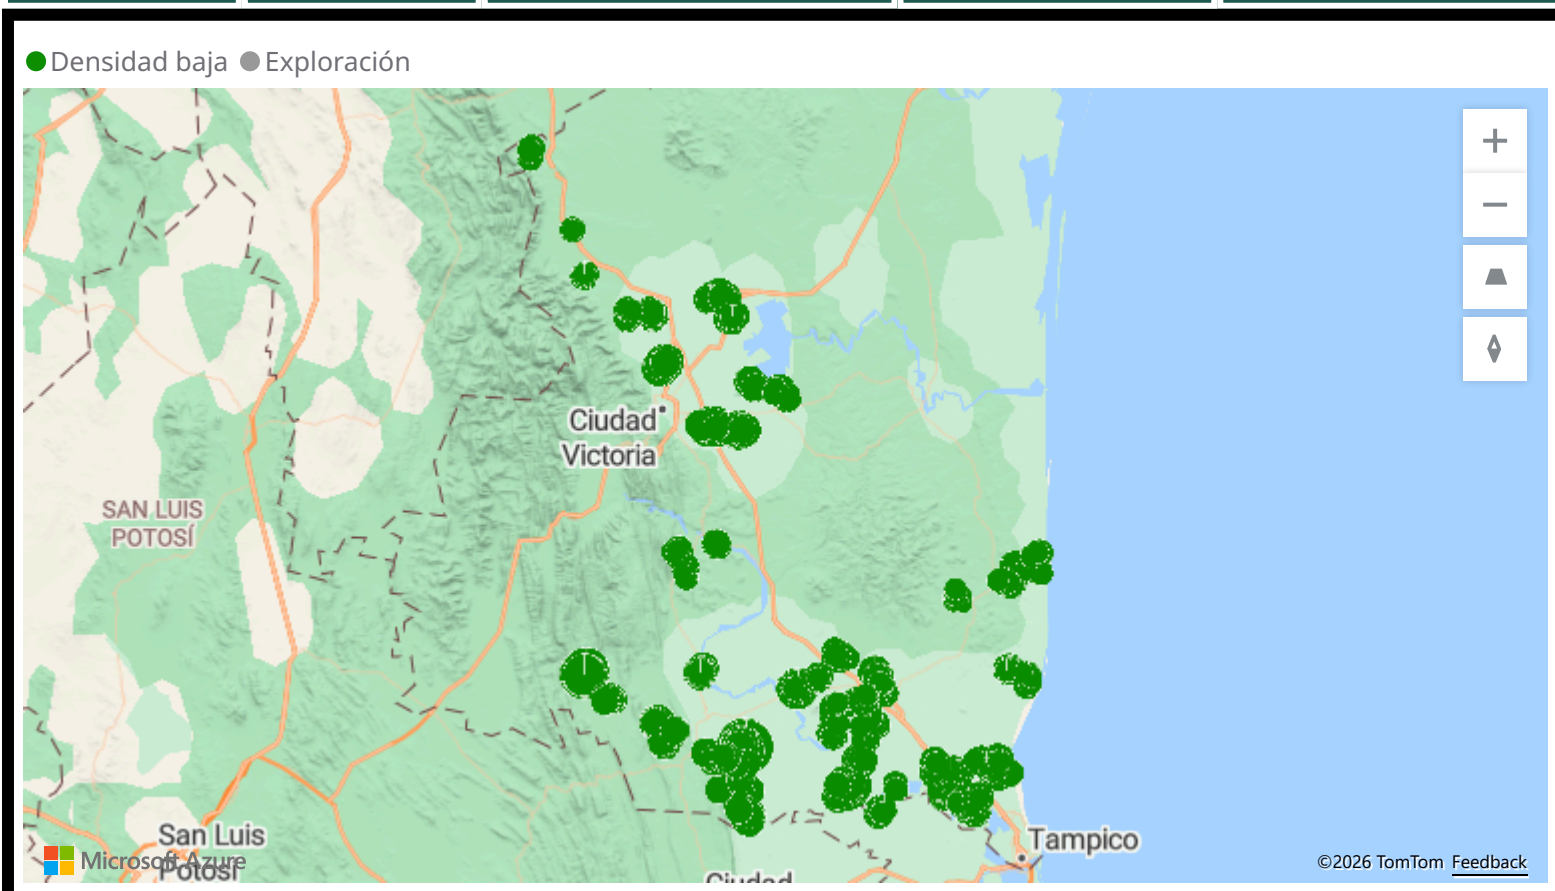 Densidad baja
Exploración
Ciudad
Victoria
SAN LUIS
POTOSÍ
San Luis
Potosí
Microsoft Azure
Tampico
©2026 TomTom Feedback
Ciudad